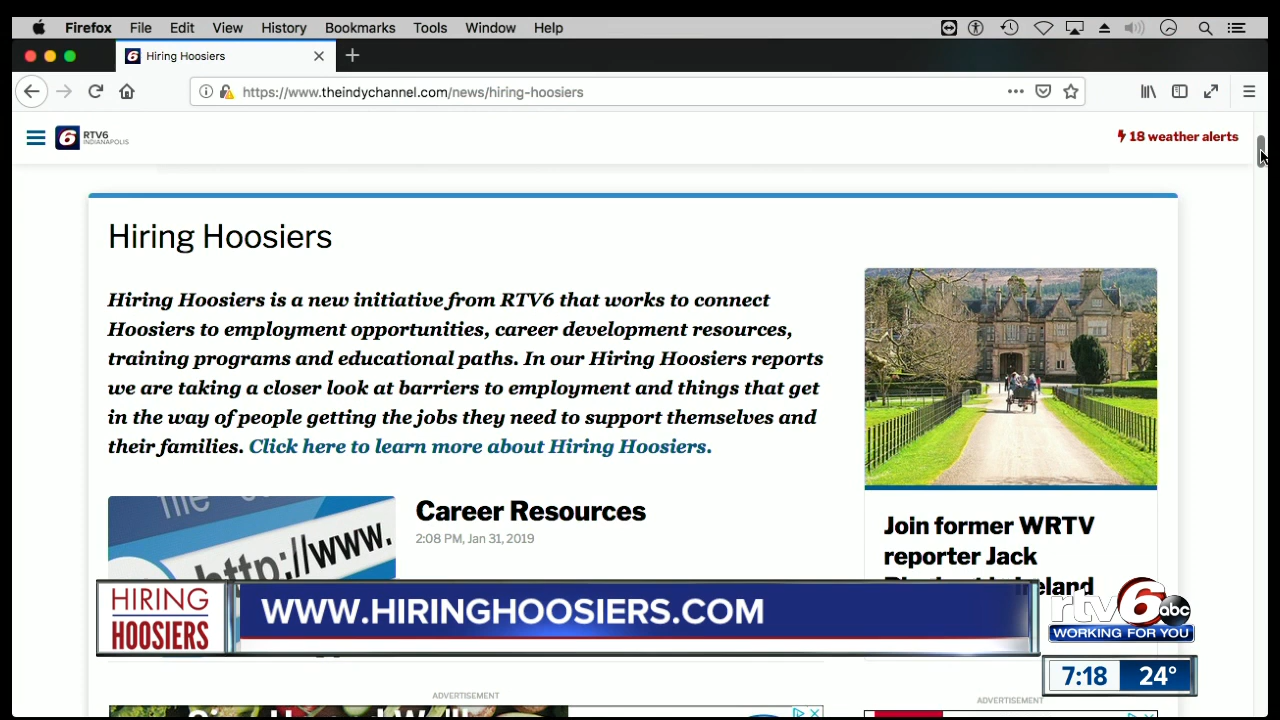 Firefox File Edit View History Bookmarks Tools Window Help
6 Hiring Hoosiers
https://www.theindychannel.com/news/hiring-hoosiers
6 RTV6 INDIANAPOLIS
18 weather alerts
Hiring Hoosiers
Hiring Hoosiers is a new initiative from RTV6 that works to connect
Hoosiers to employment opportunities, career development resources,
training programs and educational paths. In our Hiring Hoosiers reports
we are taking a closer look at barriers to employment and things that get
in the way of people getting the jobs they need to support themselves and
their families. Click here to learn more about Hiring Hoosiers.
http://www.
Career Resources
2:08 PM, Jan 31, 2019
Join former WRTV
reporter Jack
Ireland
HIRING
HOOSIERS
WWW.HIRINGHOOSIERS.COM
rtv6 abc
WORKING FOR YOU
7:18 24°
ADVERTISEMENT
ADVERTISEMENT